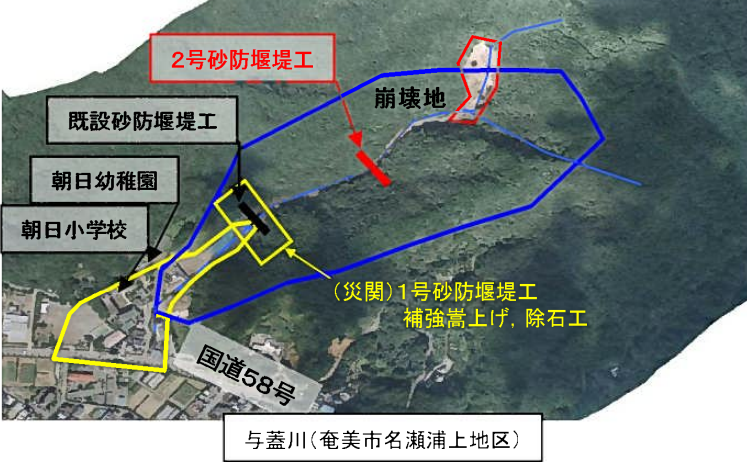 2号砂防堰堤工
崩壊地
既設砂防堰堤工
朝日幼稚園
朝日小学校
（災関）1号砂防堰堤工
補強嵩上げ，除石工
国道58号
与蓋川（奄美市名瀬浦上地区）